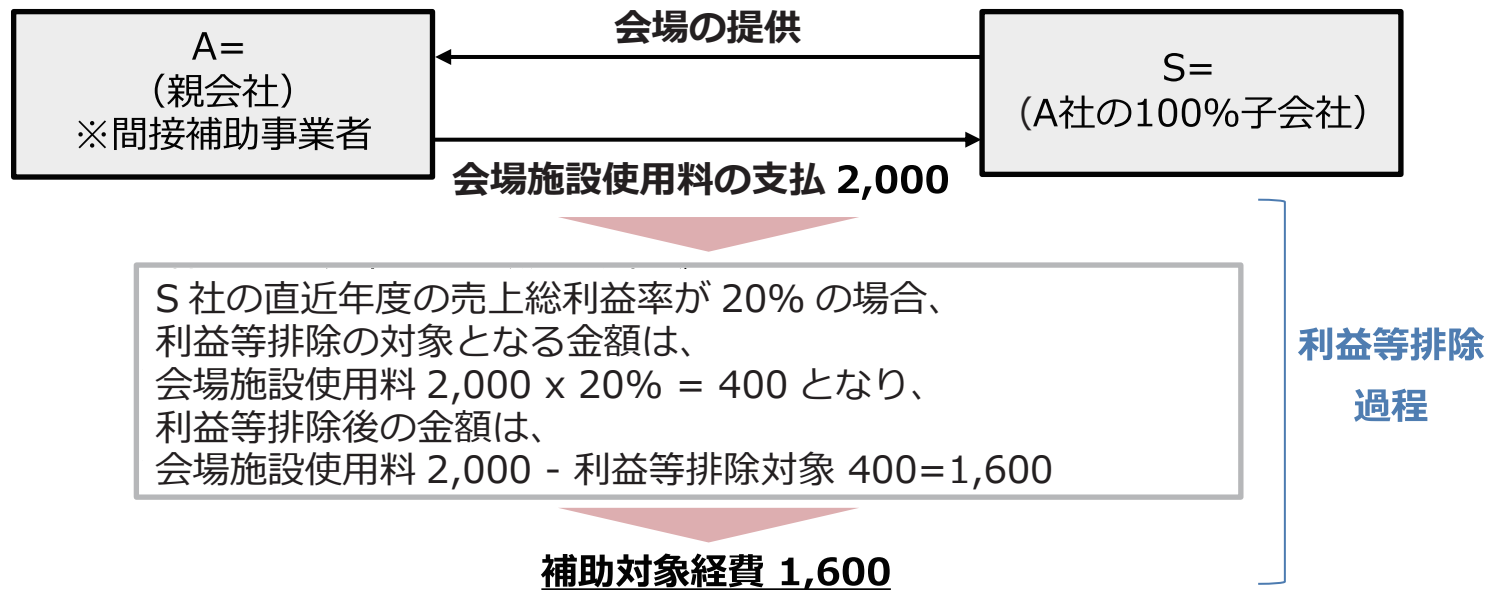 会場の提供
A=
（親会社）
※間接補助事業者
S=
（A社の100%子会社）
会場施設使用料の支払 2,000
S 社の直近年度の売上総利益率が 20% の場合、
利益等排除の対象となる金額は、
会場施設使用料 2,000 x 20% = 400 となり、
利益等排除後の金額は、
会場施設使用料 2,000 - 利益等排除対象 400=1,600
利益等排除
過程
補助対象経費 1,600